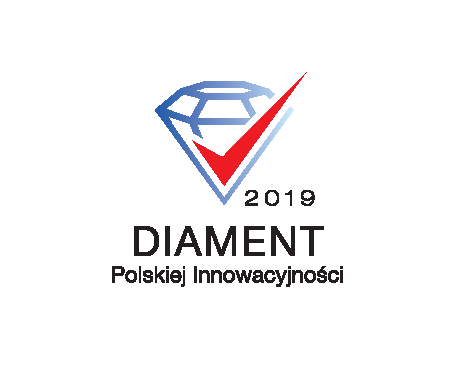 2019
DIAMENT
Polskiej Innowacyjności